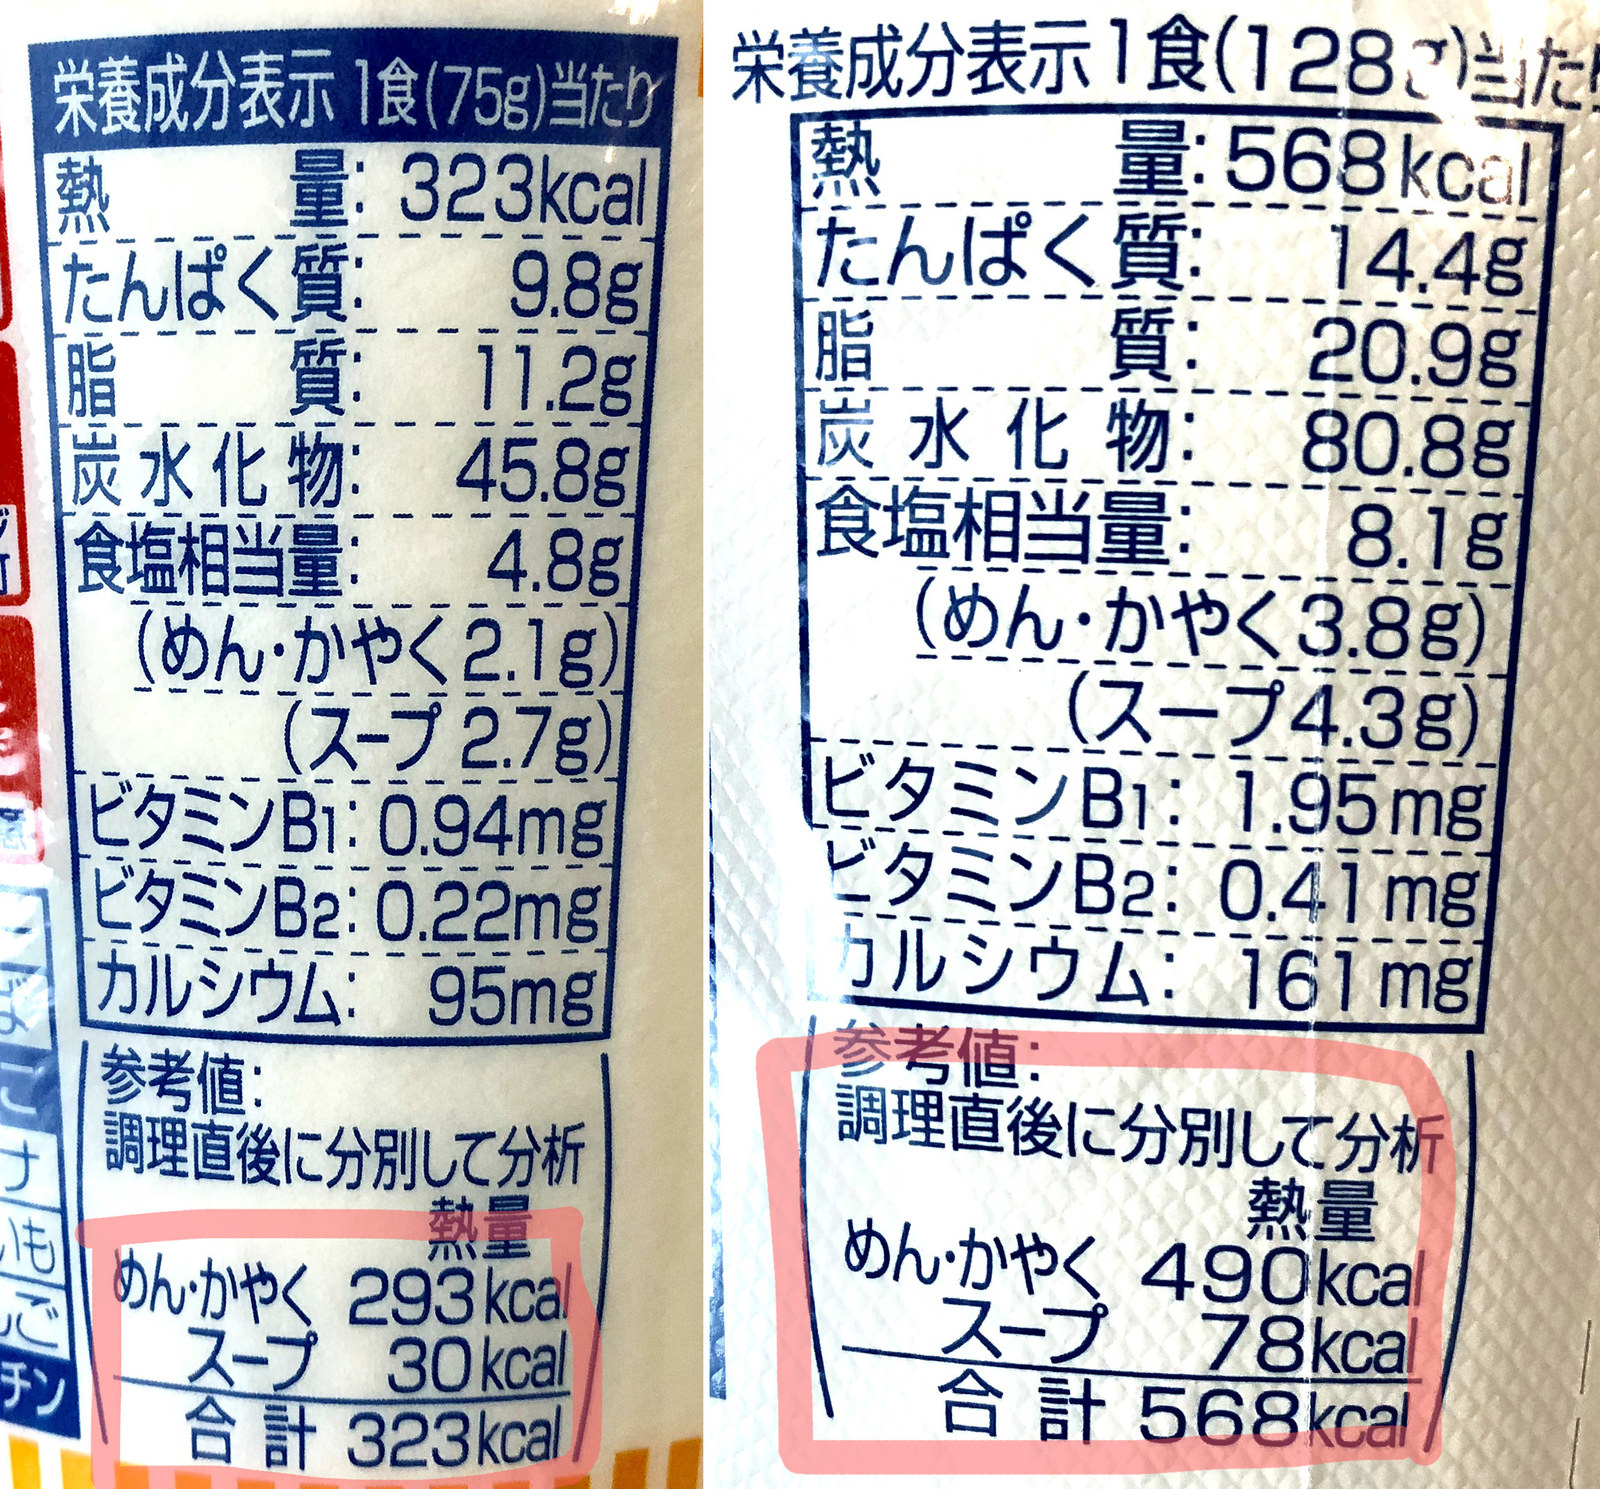 栄養成分表示 1食(75g)当たり
熱量: 323kcal
たんぱく質: 9.8g
脂質: 11.2g
炭水化物: 45.8g
食塩相当量: 4.8g
(めん・かやく 2.1g)
(スープ 2.7g)
ビタミンB1: 0.94mg
ビタミンB2: 0.22mg
カルシウム: 95mg
参考値:
調理直後に分別して分析
熱量
めん・かやく 293kcal
スープ 30kcal
合計 323kcal
栄養成分表示 1食(128g)当たり
熱量: 568kcal
たんぱく質: 14.4g
脂質: 20.9g
炭水化物: 80.8g
食塩相当量: 8.1g
(めん・かやく 3.8g)
(スープ 4.3g)
ビタミンB1: 1.95mg
ビタミンB2: 0.41mg
カルシウム: 161mg
参考値:
調理直後に分別して分析
熱量
めん・かやく 490kcal
スープ 78kcal
合計 568kcal